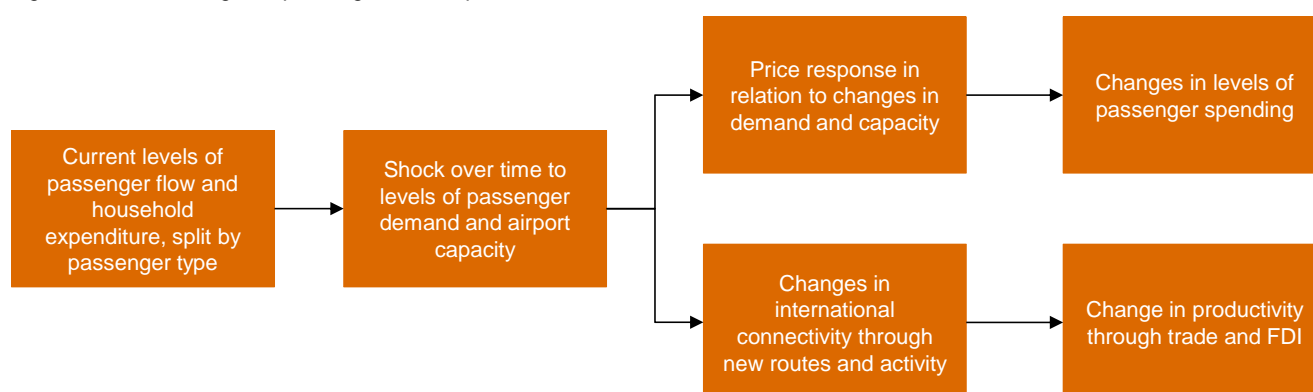 Current levels of
passenger flow and
household
expenditure, split by
passenger type
Shock over time to
levels of passenger
demand and airport
capacity
Price response in
relation to changes in
demand and capacity
Changes in levels of
passenger spending
Changes in
international
connectivity through
new routes and activity
Change in productivity
through trade and FDI